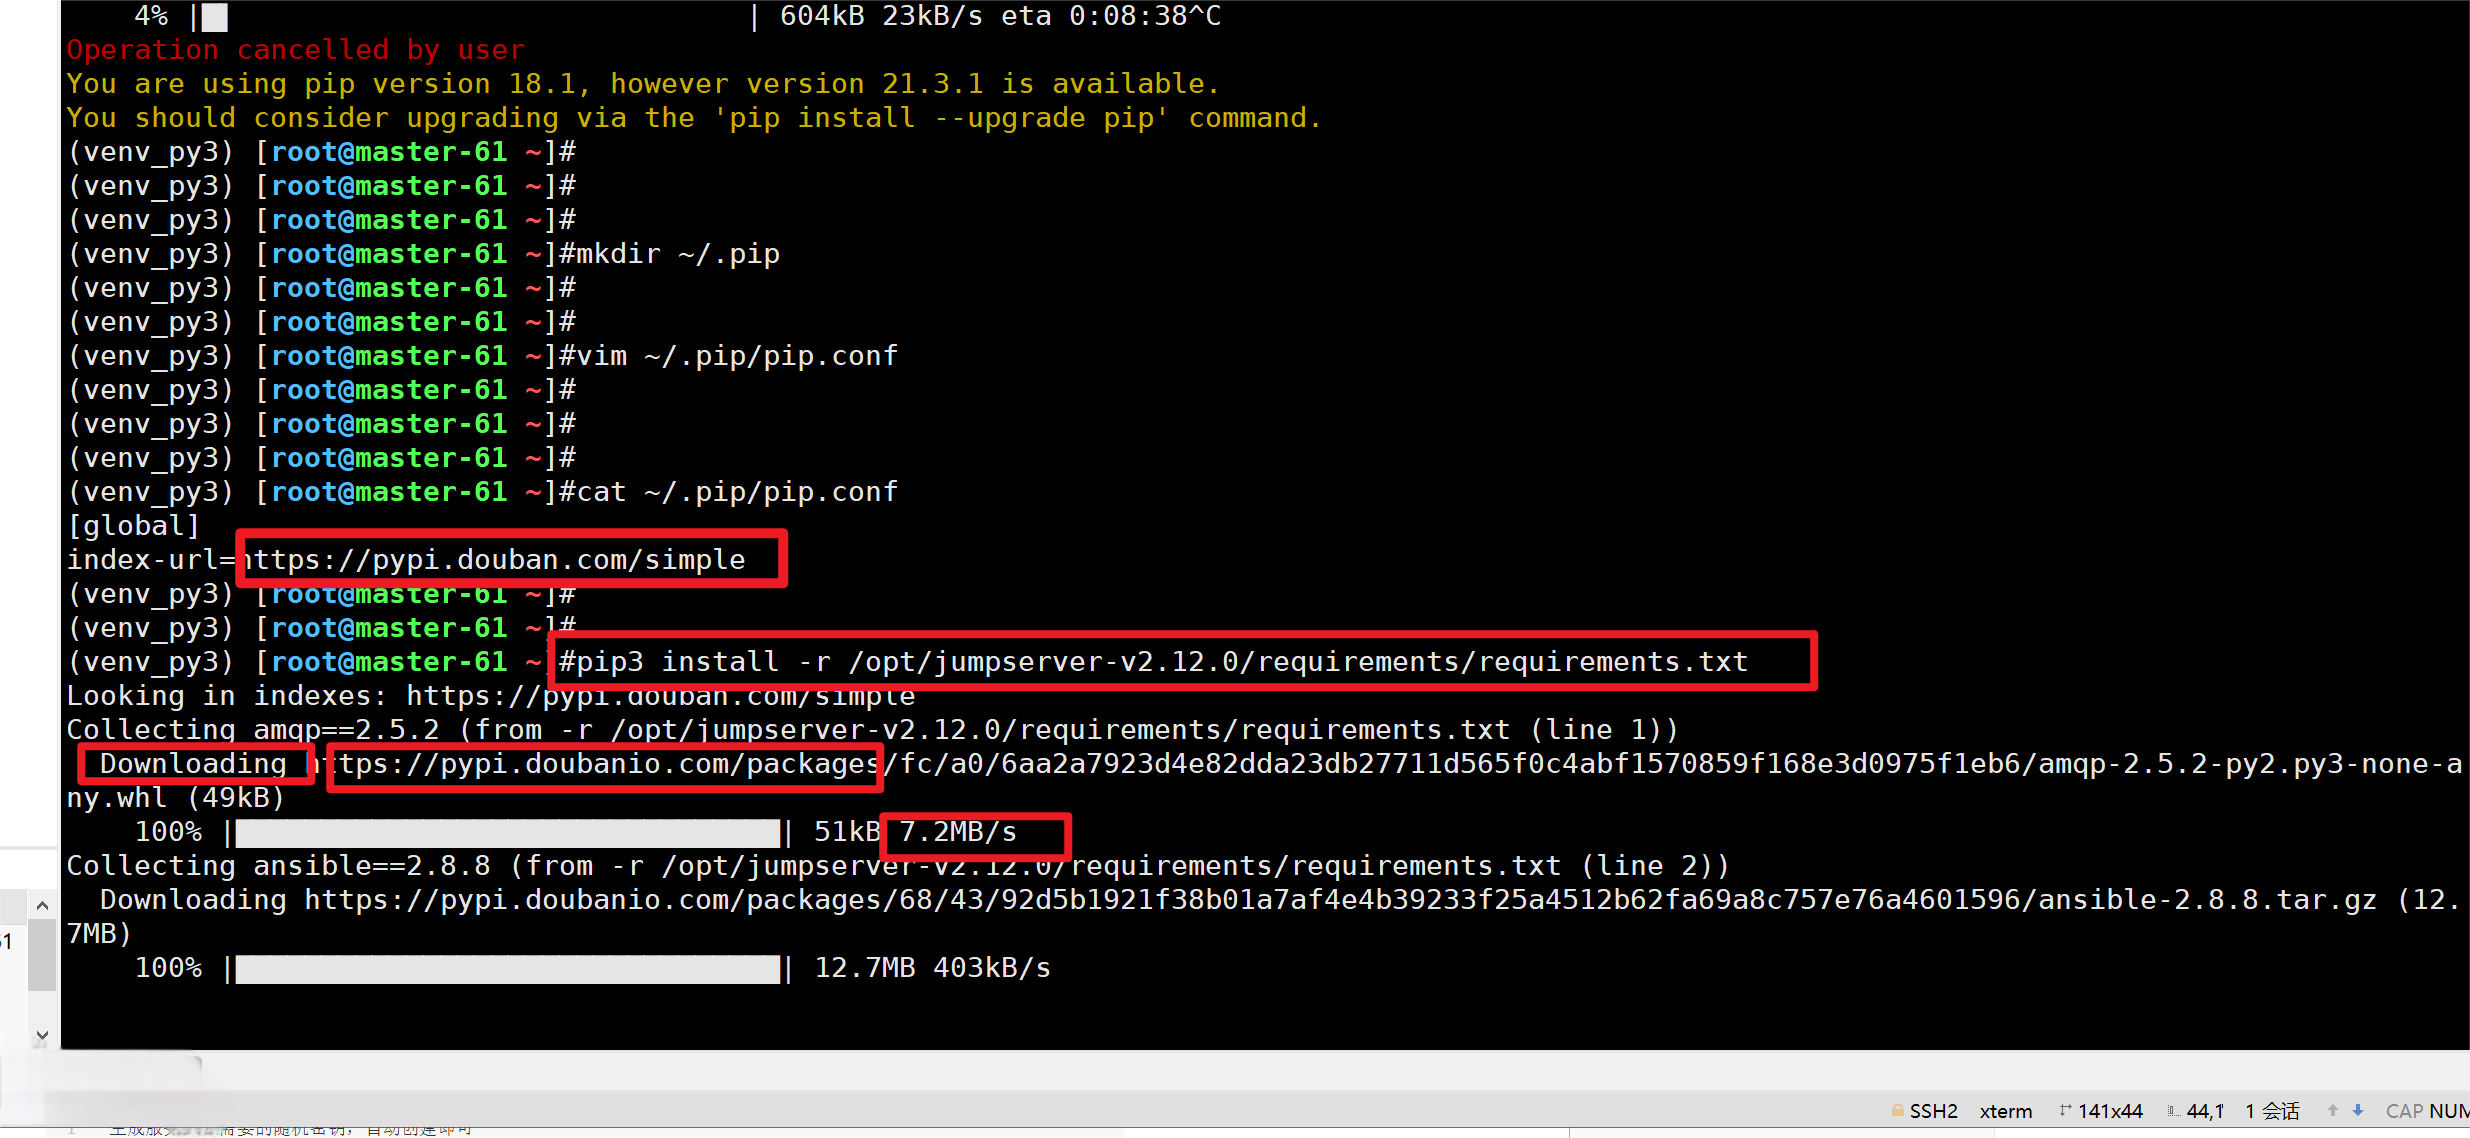 4% |██ | 604kB 23kB/s eta 0:08:38^C
Operation cancelled by user
You are using pip version 18.1, however version 21.3.1 is available.
You should consider upgrading via the 'pip install --upgrade pip' command.
(venv_py3) [root@master-61 ~]#
(venv_py3) [root@master-61 ~]#
(venv_py3) [root@master-61 ~]#
(venv_py3) [root@master-61 ~]#mkdir ~/.pip
(venv_py3) [root@master-61 ~]#
(venv_py3) [root@master-61 ~]#
(venv_py3) [root@master-61 ~]#vim ~/.pip/pip.conf
(venv_py3) [root@master-61 ~]#
(venv_py3) [root@master-61 ~]#
(venv_py3) [root@master-61 ~]#
(venv_py3) [root@master-61 ~]#cat ~/.pip/pip.conf
[global]
index-url=https://pypi.douban.com/simple
(venv_py3) [root@master-61 ~]#
(venv_py3) [root@master-61 ~]#
(venv_py3) [root@master-61 ~]#pip3 install -r /opt/jumpserver-v2.12.0/requirements/requirements.txt
Looking in indexes: https://pypi.douban.com/simple
Collecting amqp==2.5.2 (from -r /opt/jumpserver-v2.12.0/requirements/requirements.txt (line 1))
Downloading https://pypi.doubanio.com/packages/fc/a0/6aa2a7923d4e82dda23db27711d565f0c4abf1570859f168e3d0975f1eb6/amqp-2.5.2-py2.py3-none-a
ny.whl (49kB)
100% |████████████████████████████████| 51kB 7.2MB/s
Collecting ansible==2.8.8 (from -r /opt/jumpserver-v2.12.0/requirements/requirements.txt (line 2))
Downloading https://pypi.doubanio.com/packages/68/43/92d5b1921f38b01a7af4e4b39233f25a4512b62fa69a8c757e76a4601596/ansible-2.8.8.tar.gz (12.
7MB)
100% |████████████████████████████████| 12.7MB 403kB/s
SSH2 xterm 141x44 44,1 1 会话 CAP NUM